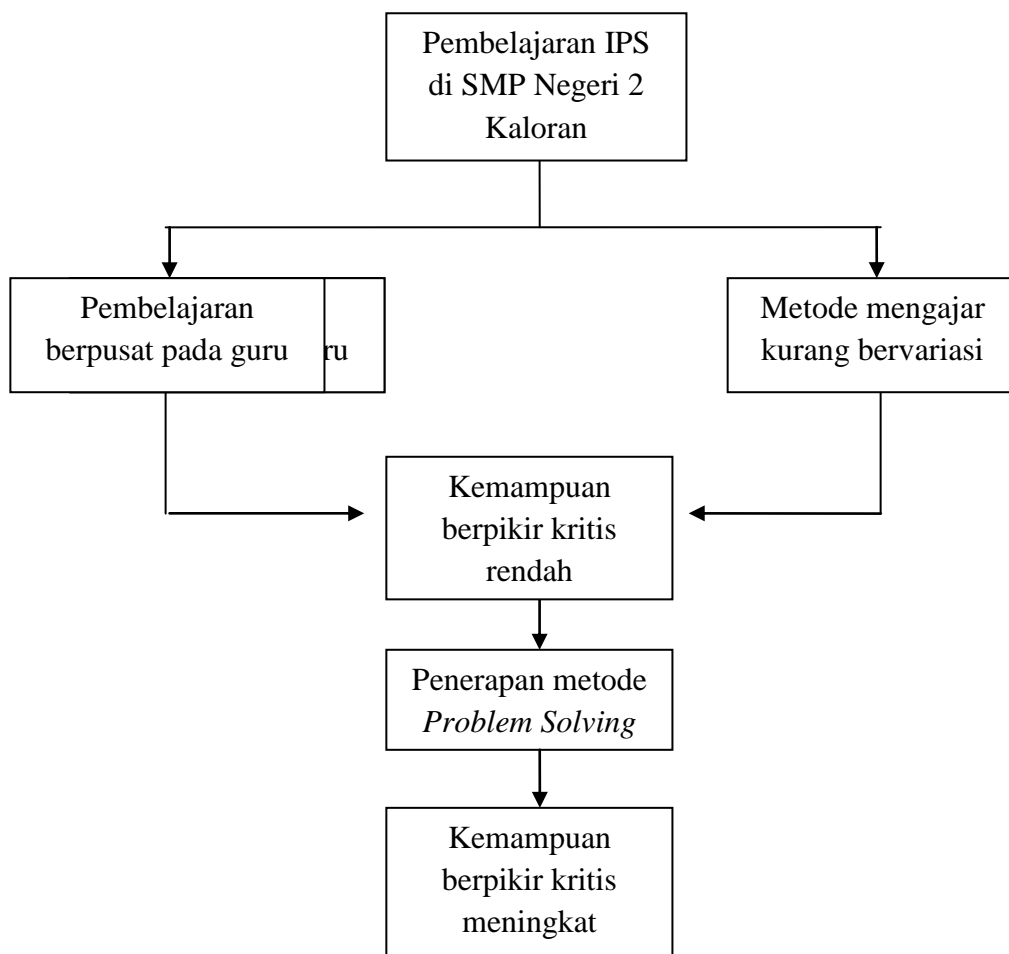 Pembelajaran IPS
di SMP Negeri 2
Kaloran
Pembelajaran
berpusat pada guru
ru
Metode mengajar
kurang bervariasi
Kemampuan
berpikir kritis
rendah
Penerapan metode
Problem Solving
Kemampuan
berpikir kritis
meningkat